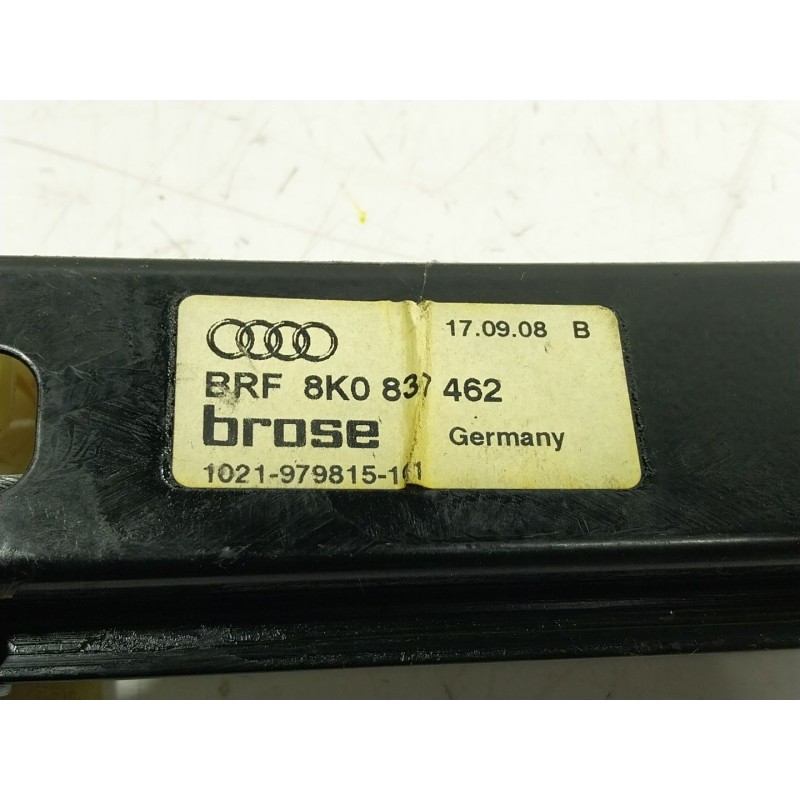 17.09.08 B
BRF 8K0 837 462
brose Germany
1021-979815-101